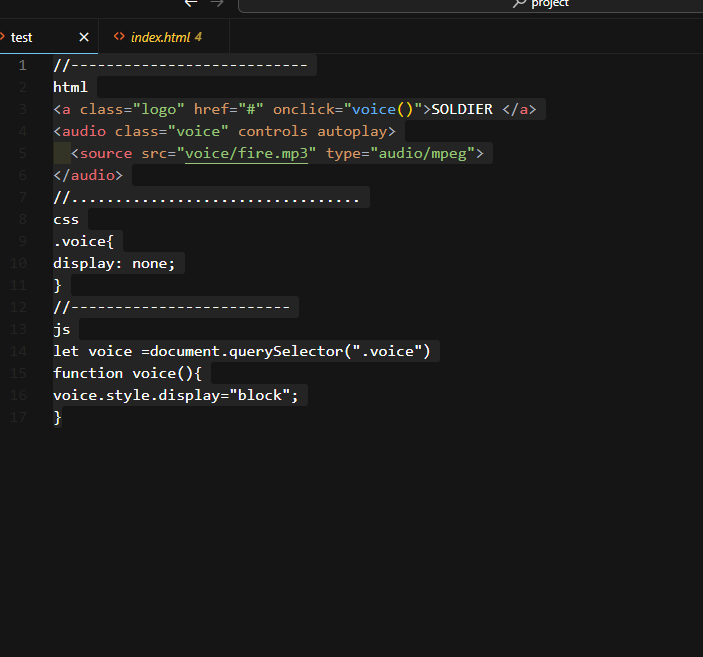 project
test
index.html 4
1 //---------------------------
2 html
3 <a class="logo" href="#" onclick="voice()">SOLDIER </a>
4 <audio class="voice" controls autoplay>
5 <source src="voice/fire.mp3" type="audio/mpeg">
6 </audio>
7 //.................................
8 css
9 .voice{
10 display: none;
11 }
12 //-------------------------
13 js
14 let voice =document.querySelector(".voice")
15 function voice(){
16 voice.style.display="block";
17 }